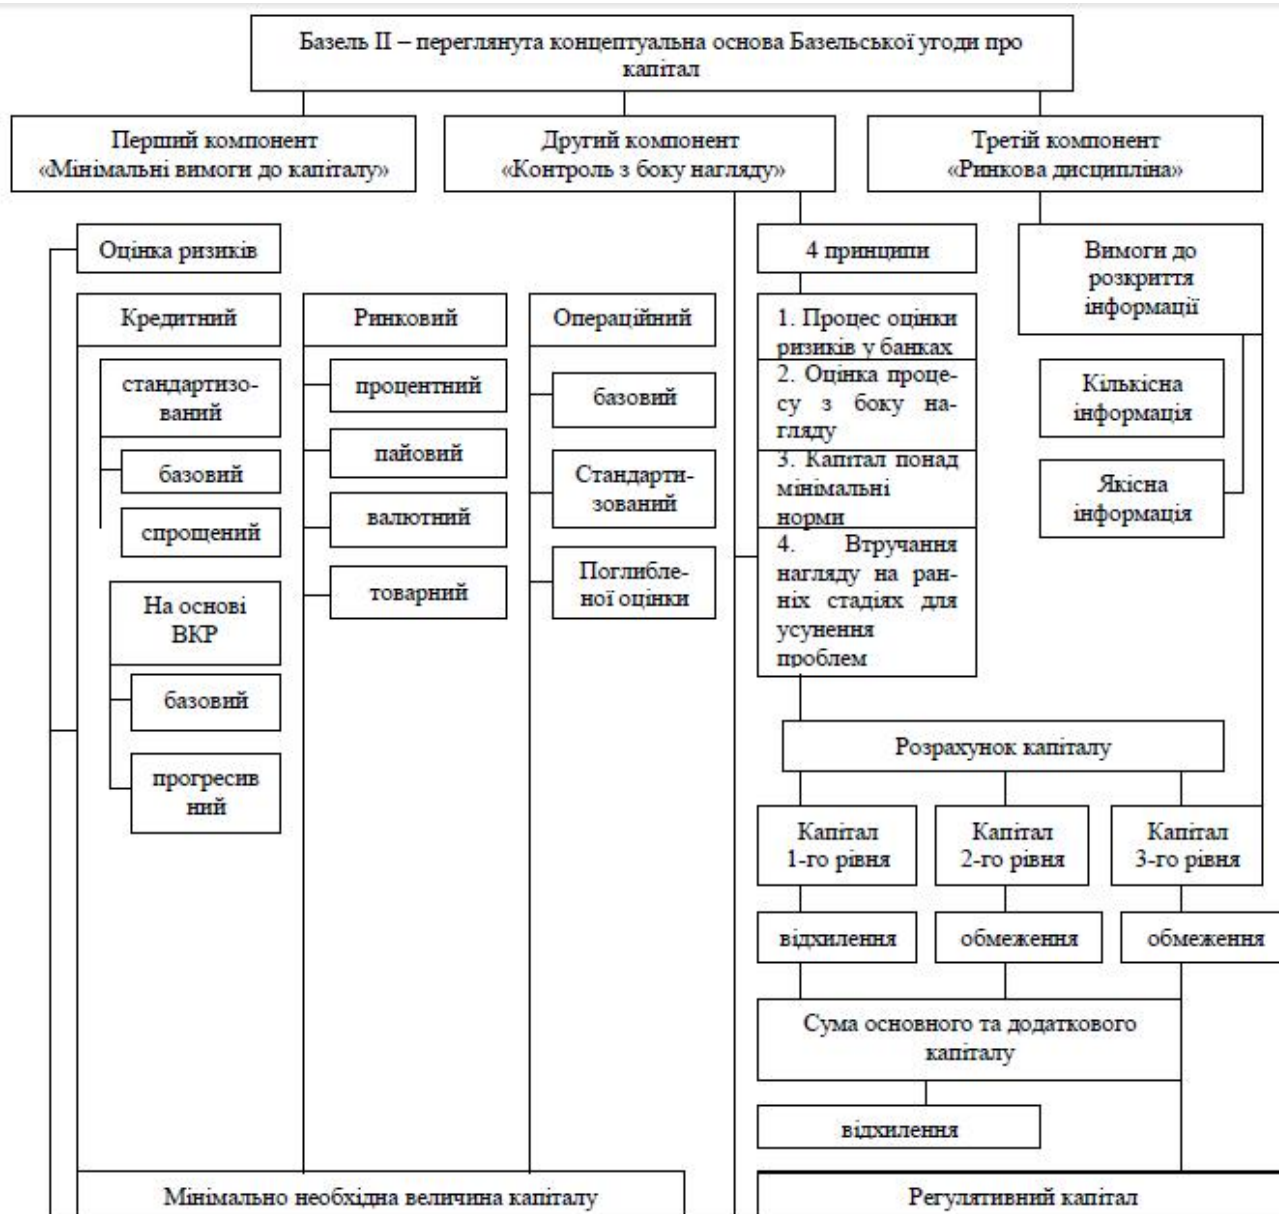 Базель II – переглянута концептуальна основа Базельської угоди про
капітал
Перший компонент
«Мінімальні вимоги до капіталу»
Другий компонент
«Контроль з боку нагляду»
Третій компонент
«Ринкова дисципліна»
Оцінка ризиків
Кредитний
стандартизо-
ваний
базовий
спрощений
На основі
ВКР
базовий
прогресив
ний
Ринковий
процентний
пайовий
валютний
товарний
Операційний
базовий
Стандарти-
зований
Поглибле-
ної оцінки
4 принципи
1. Процес оцінки
ризиків у банках
2. Оцінка проце-
су з боку на-
гляду
3. Капітал понад
мінімальні
норми
4. Втручання
нагляду на ран-
ніх стадіях для
усунення
проблем
Вимоги до
розкриття
інформації
Кількісна
інформація
Якісна
інформація
Розрахунок капіталу
Капітал
1-го рівня
Капітал
2-го рівня
Капітал
3-го рівня
відхилення
обмеження
обмеження
Сума основного та додаткового
капіталу
відхилення
Мінімально необхідна величина капіталу
Регулятивний капітал